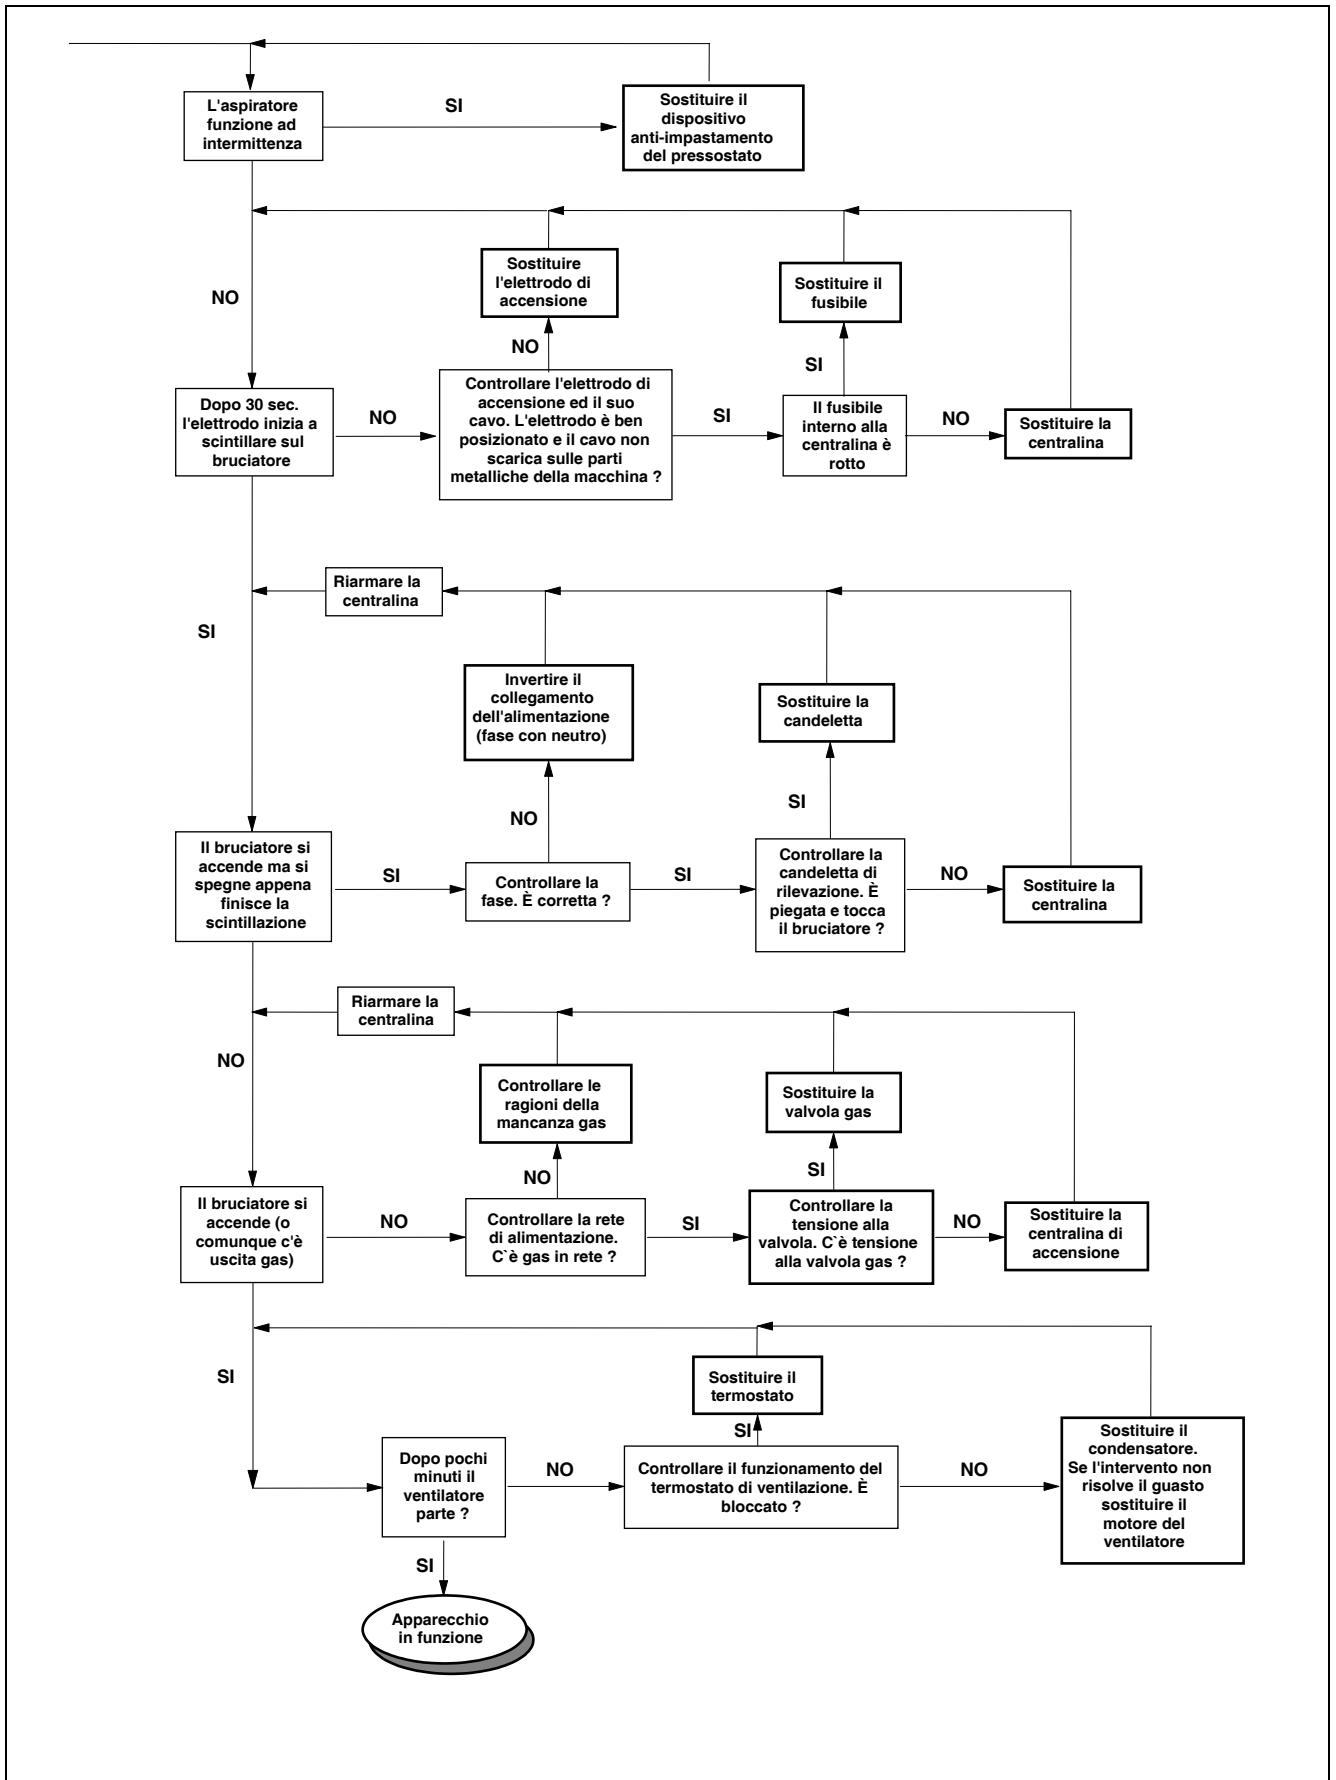 L'aspiratore
funzione ad
intermittenza
SI
Sostituire il
dispositivo
anti-impastamento
del pressostato
NO
Sostituire
l'elettrodo di
accensione
Sostituire il
fusibile
NO
SI
Dopo 30 sec.
l'elettrodo inizia a
scintillare sul
bruciatore
NO
Controllare l'elettrodo di
accensione ed il suo
cavo. L'elettrodo è ben
posizionato e il cavo non
scarica sulle parti
metalliche della macchina ?
SI
Il fusibile
interno alla
centralina è
rotto
NO
Sostituire la
centralina
Riarmare la
centralina
SI
Invertire il
collegamento
dell'alimentazione
(fase con neutro)
Sostituire la
candeletta
NO
SI
Il bruciatore si
accende ma si
spegne appena
finisce la
scintillazione
SI
Controllare la
fase. È corretta ?
SI
Controllare la
candeletta di
rilevazione. È
piegata e tocca
il bruciatore ?
NO
Sostituire la
centralina
Riarmare la
centralina
NO
Controllare le
ragioni della
mancanza gas
Sostituire la
valvola gas
NO
SI
Il bruciatore si
accende (o
comunque c'è
uscita gas)
NO
Controllare la rete
di alimentazione.
C`è gas in rete ?
SI
Controllare la
tensione alla
valvola. C`è tensione
alla valvola gas ?
NO
Sostituire la
centralina di
accensione
SI
Sostituire il
termostato
SI
Dopo pochi
minuti il
ventilatore
parte ?
NO
Controllare il funzionamento del
termostato di ventilazione. È
bloccato ?
NO
Sostituire il
condensatore.
Se l'intervento non
risolve il guasto
sostituire il
motore del
ventilatore
SI
Apparecchio
in funzione